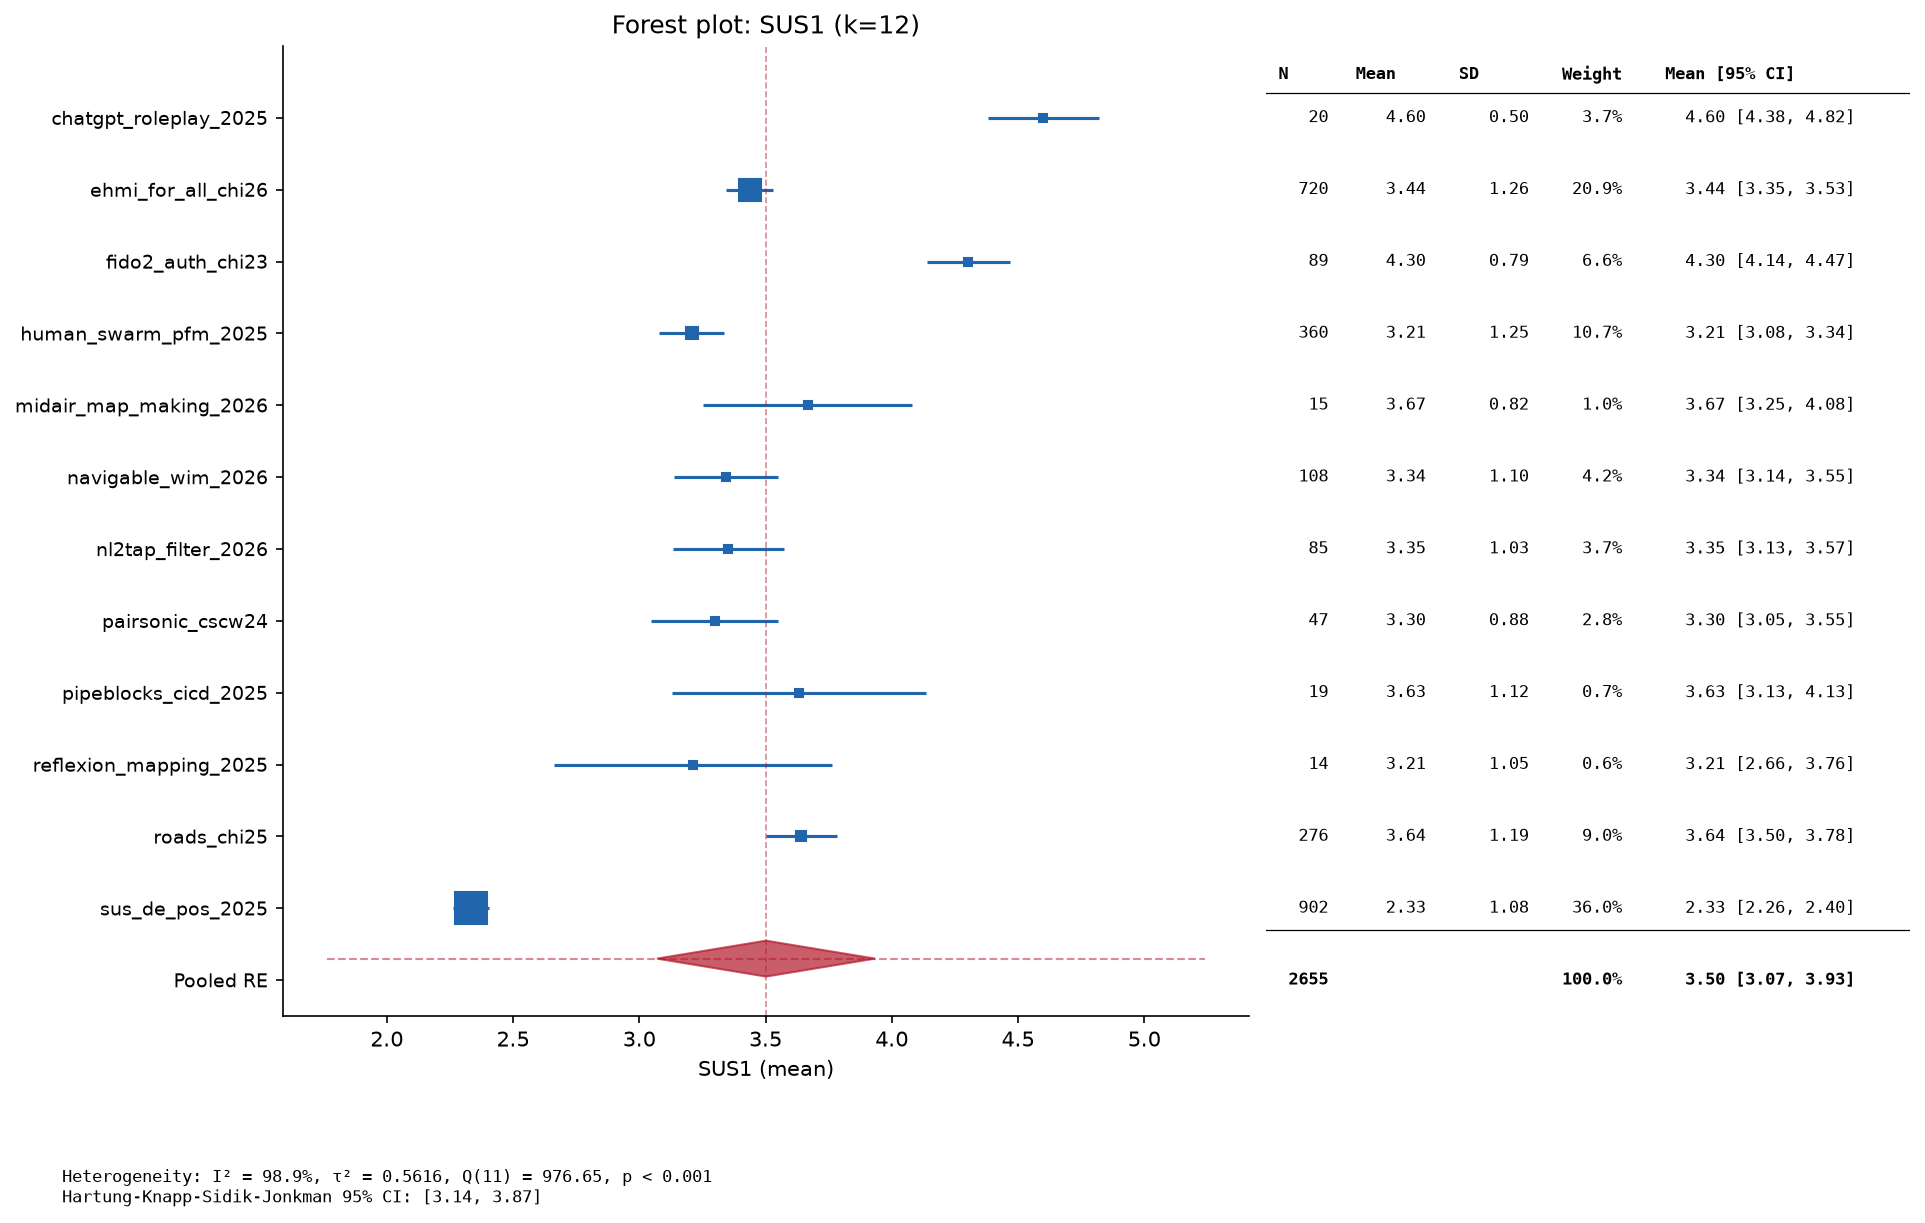 Forest plot: SUS1 (k=12)
N Mean SD Weight Mean [95% CI]
chatgpt_roleplay_2025 20 4.60 0.50 3.7% 4.60 [4.38, 4.82]
ehmi_for_all_chi26 720 3.44 1.26 20.9% 3.44 [3.35, 3.53]
fido2_auth_chi23 89 4.30 0.79 6.6% 4.30 [4.14, 4.47]
human_swarm_pfm_2025 360 3.21 1.25 10.7% 3.21 [3.08, 3.34]
midair_map_making_2026 15 3.67 0.82 1.0% 3.67 [3.25, 4.08]
navigable_wim_2026 108 3.34 1.10 4.2% 3.34 [3.14, 3.55]
nl2tap_filter_2026 85 3.35 1.03 3.7% 3.35 [3.13, 3.57]
pairsonic_cscw24 47 3.30 0.88 2.8% 3.30 [3.05, 3.55]
pipeblocks_cicd_2025 19 3.63 1.12 0.7% 3.63 [3.13, 4.13]
reflexion_mapping_2025 14 3.21 1.05 0.6% 3.21 [2.66, 3.76]
roads_chi25 276 3.64 1.19 9.0% 3.64 [3.50, 3.78]
sus_de_pos_2025 902 2.33 1.08 36.0% 2.33 [2.26, 2.40]
Pooled RE 2655 100.0% 3.50 [3.07, 3.93]
2.0 2.5 3.0 3.5 4.0 4.5 5.0
SUS1 (mean)
Heterogeneity: I² = 98.9%, τ² = 0.5616, Q(11) = 976.65, p < 0.001
Hartung-Knapp-Sidik-Jonkman 95% CI: [3.14, 3.87]